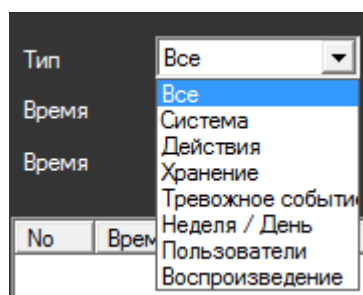 Тип Все
Все
Время Система
Действия
Время Хранение
Тревожное событи
No Врем Неделя / День
Пользователи
Воспроизведение